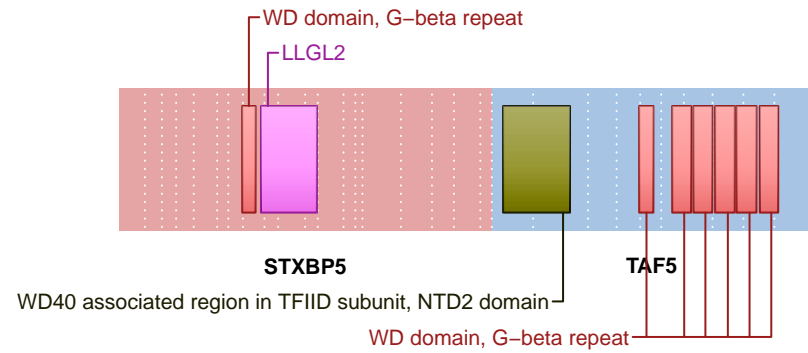 WD domain, G−beta repeat
LLGL2
STXBP5
TAF5
WD40 associated region in TFIID subunit, NTD2 domain
WD domain, G−beta repeat